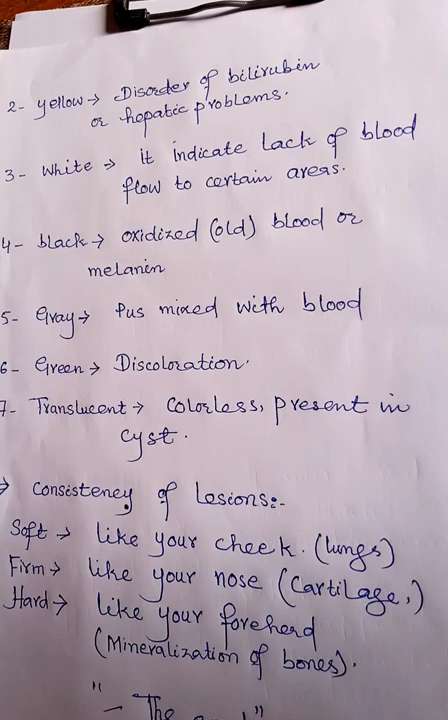 2- Yellow → Disorder of bilirubin
or hepatic problems.
3- White → it indicate Lack of blood
flow to certain areas.
4- black → oxidized (old) blood or
melanin
5- Gray → Pus mixed with blood
6- Green → Discoloration.
7- Translucent → Colorless, present in
cyst.
→ Consistency of Lesions:-
Soft → like your cheek. (lungs)
Firm → like your nose (Cartilage,)
Hard → like your foreherd
(Mineralization of bones).
"- The "